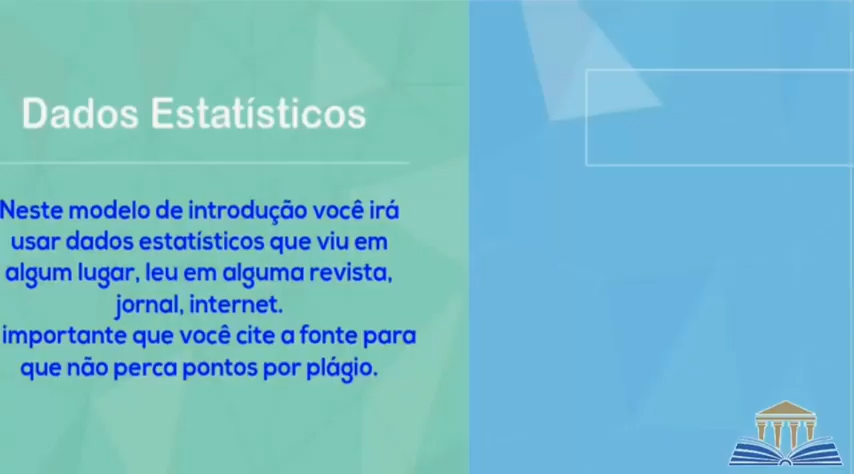 Dados Estatísticos
Neste modelo de introdução você irá
usar dados estatísticos que viu em
algum lugar, leu em alguma revista,
jornal, internet.
importante que você cite a fonte para
que não perca pontos por plágio.